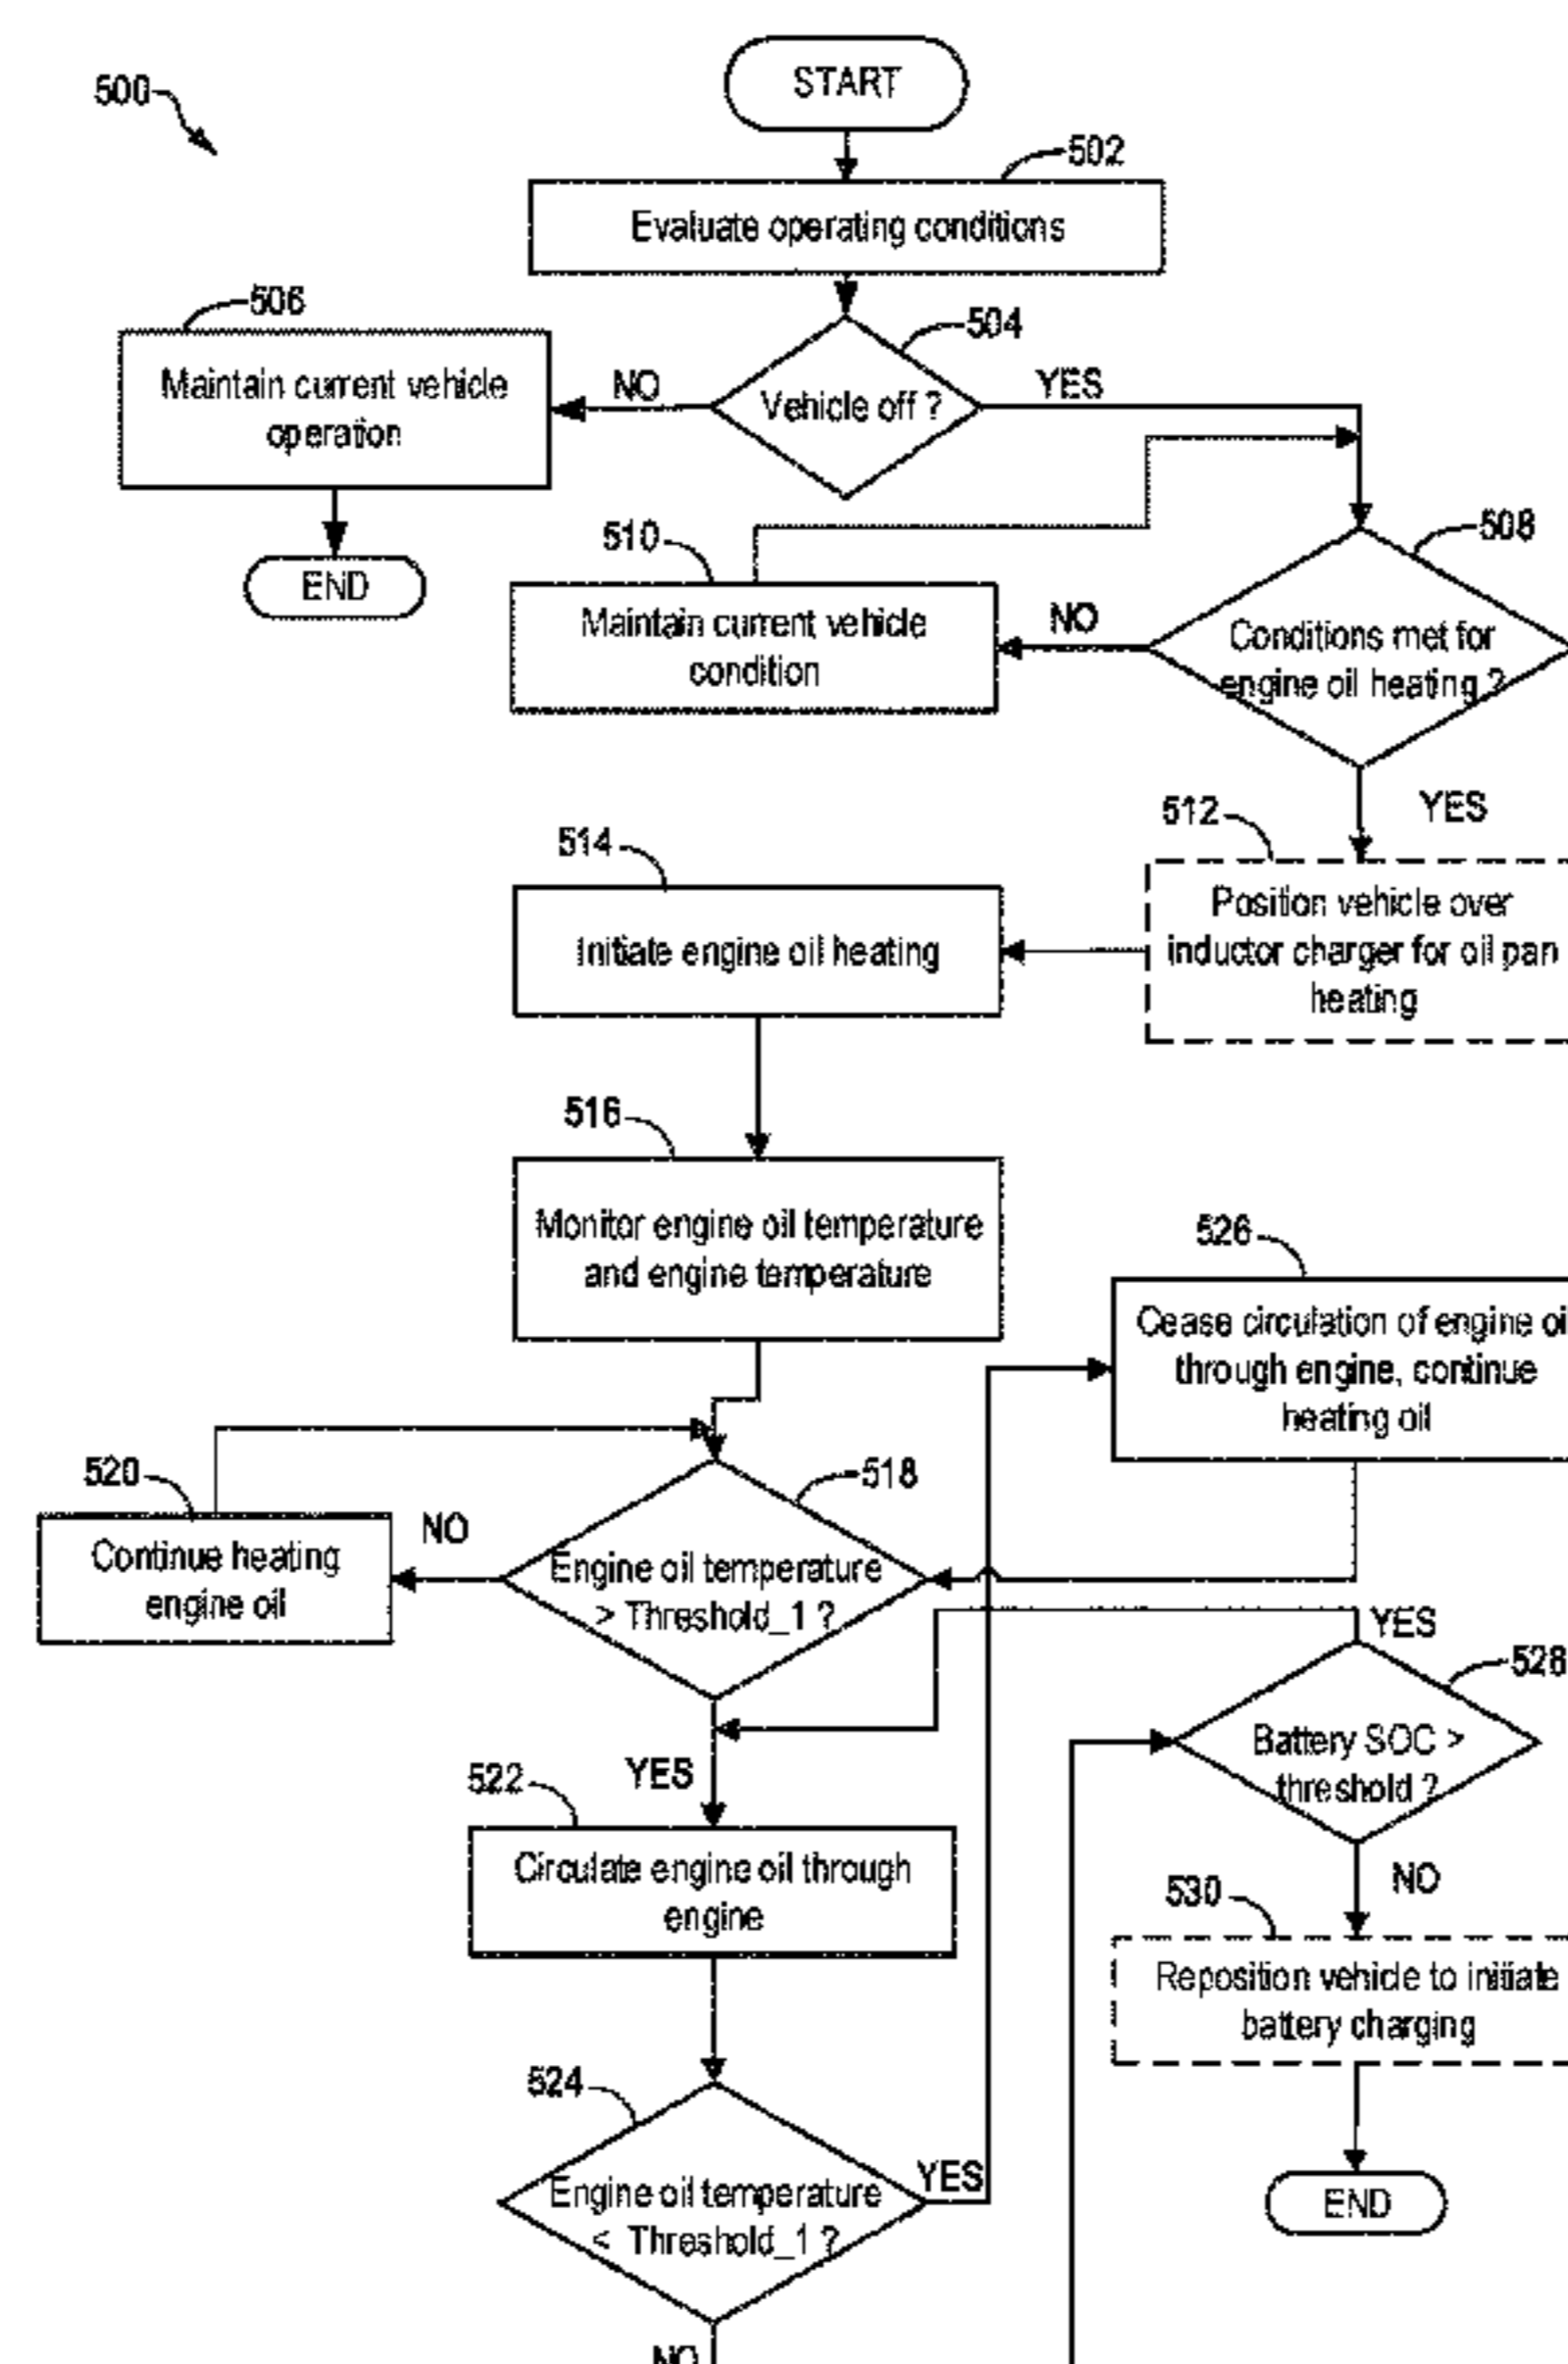 500
START
502
Evaluate operating conditions
506
504
Maintain current vehicle
operation
NO
Vehicle off ?
YES
END
510
508
Maintain current vehicle
condition
NO
Conditions met for
engine oil heating ?
YES
512
514
Position vehicle over
inductor charger for oil pan
heating
Initiate engine oil heating
516
Monitor engine oil temperature
and engine temperature
526
Cease circulation of engine oi
through engine, continue
heating oil
520
518
Continue heating
engine oil
NO
Engine oil temperature
> Threshold_1 ?
YES
528
Battery SOC >
threshold ?
YES
522
NO
Circulate engine oil through
engine
530
Reposition vehicle to initiate
battery charging
524
Engine oil temperature
< Threshold_1 ?
YES
END
NO